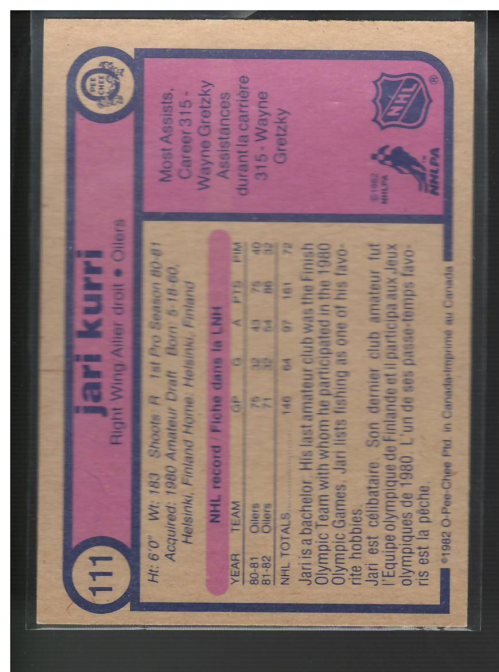 111
jari kurri
Right Wing Ailier droit • Oilers
O PEE CHEE
Ht: 6'0" Wt: 183 Shoots R 1st Pro Season 80-81
Acquired: 1980 Amateur Draft Born: 5-18-60,
Helsinki, Finland Home: Helsinki, Finland
NHL record / Fiche dans la LNH
YEAR TEAM GP G A PTS PIM
80-81 Oilers 75 32 43 75 40
81-82 Oilers 71 32 54 86 32
NHL TOTALS 146 64 97 161 72
Jari is a bachelor. His last amateur club was the Finish
Olympic Team with whom he participated in the 1980
Olympic Games. Jari lists fishing as one of his favo-
rite hobbies.
Jari est célibataire. Son dernier club amateur fut
l'Equipe olympique de Finlande et il participa aux Jeux
olympiques de 1980. L'un de ses passe-temps favo-
ris est la pêche.
©1982 O-Pee-Chee Ptd. in Canada-Imprimé au Canada
Most Assists,
Career 315 -
Wayne Gretzky
Assistances
durant la carrière
315 - Wayne
Gretzky
©1982
NHLPA
NHLPA
TM
NHL
®